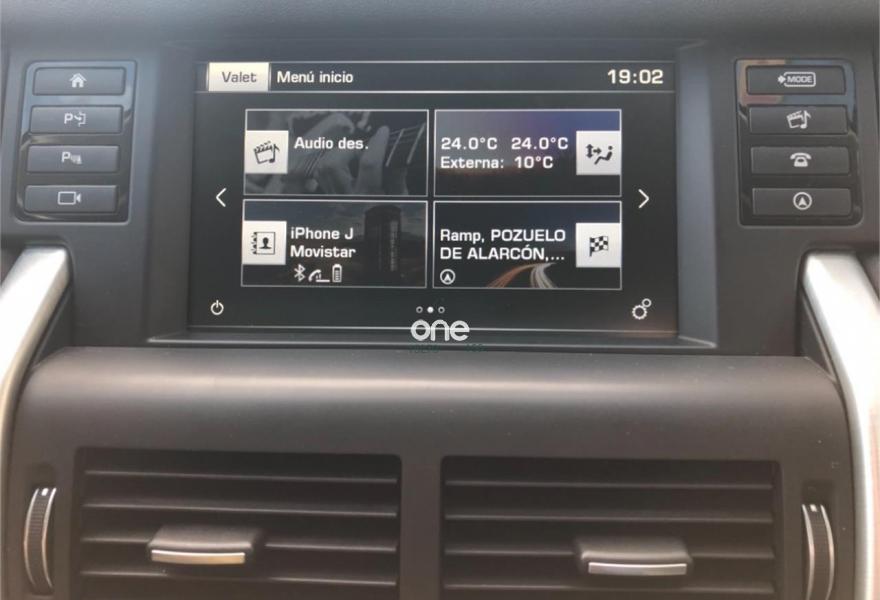 Valet Menú inicio 19:02
Audio des.
24.0°C 24.0°C
Externa: 10°C
iPhone J
Movistar
Ramp, POZUELO
DE ALARCÓN,...
MODE
P
P
one